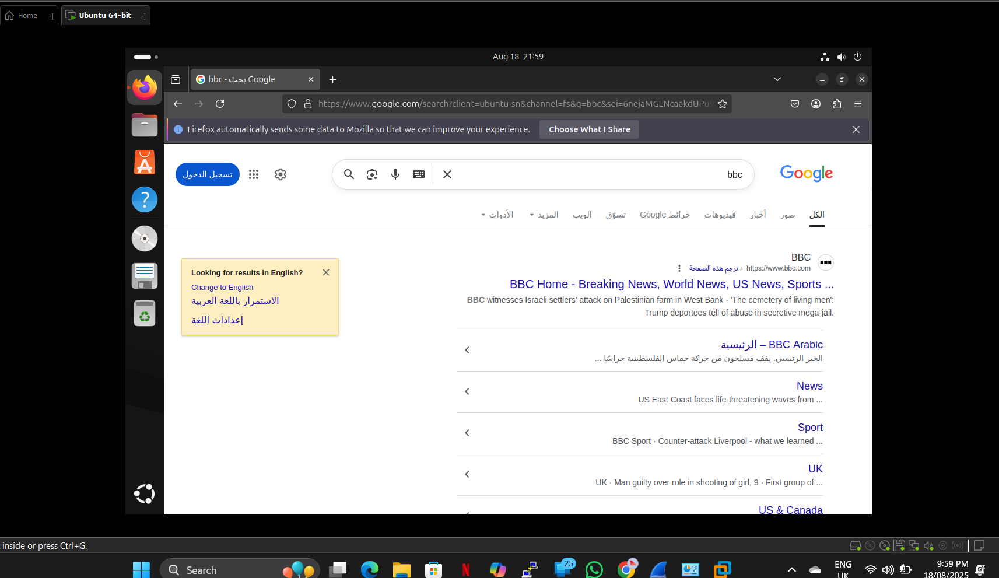 Home
Ubuntu 64-bit
Aug 18 21:59
bbc - بحث Google
https://www.google.com/search?client=ubuntu-sn&channel=fs&q=bbc&sei=6nejaMGLNcaakdUPu9
Firefox automatically sends some data to Mozilla so that we can improve your experience.
Choose What I Share
تسجيل الدخول
bbc
Google
الكل
صور
أخبار
فيديوهات
خرائط Google
تسوّق
الويب
المزيد
الأدوات
Looking for results in English?
Change to English
الاستمرار باللغة العربية
إعدادات اللغة
BBC
https://www.bbc.com · ترجم هذه الصفحة
BBC Home - Breaking News, World News, US News, Sports ...
BBC witnesses Israeli settlers' attack on Palestinian farm in West Bank · 'The cemetery of living men':
Trump deportees tell of abuse in secretive mega-jail.
BBC Arabic – الرئيسية
الخبر الرئيسي. يقف مسلحون من حركة حماس الفلسطينية حراسًا ...
News
US East Coast faces life-threatening waves from ...
Sport
BBC Sport · Counter-attack Liverpool - what we learned ...
UK
UK · Man guilty over role in shooting of girl, 9 · First group of ...
US & Canada
inside or press Ctrl+G.
Search
25
ENG
UK
9:59 PM
18/08/2025